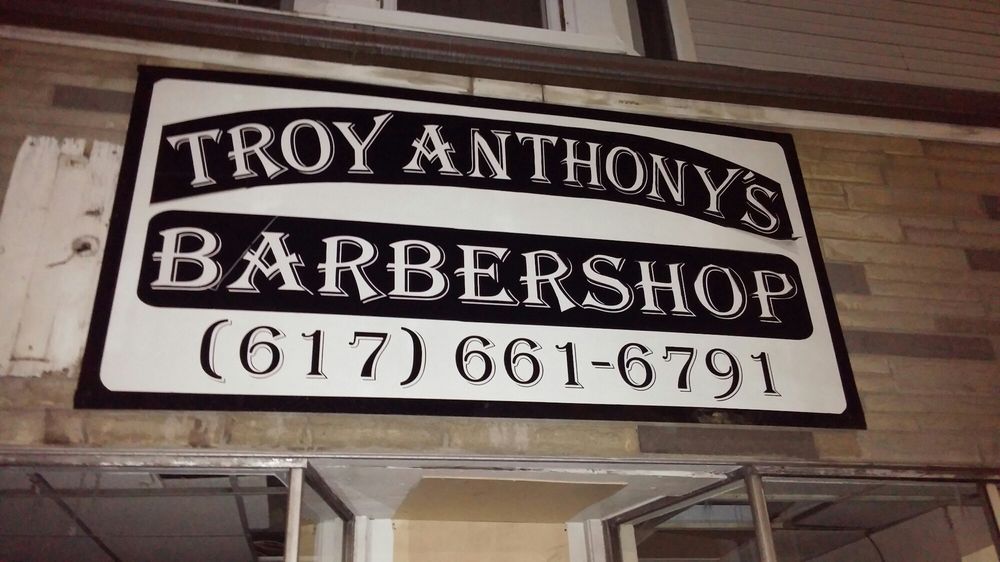 TROY ANTHONY'S
BARBERSHOP
(617) 661-6791